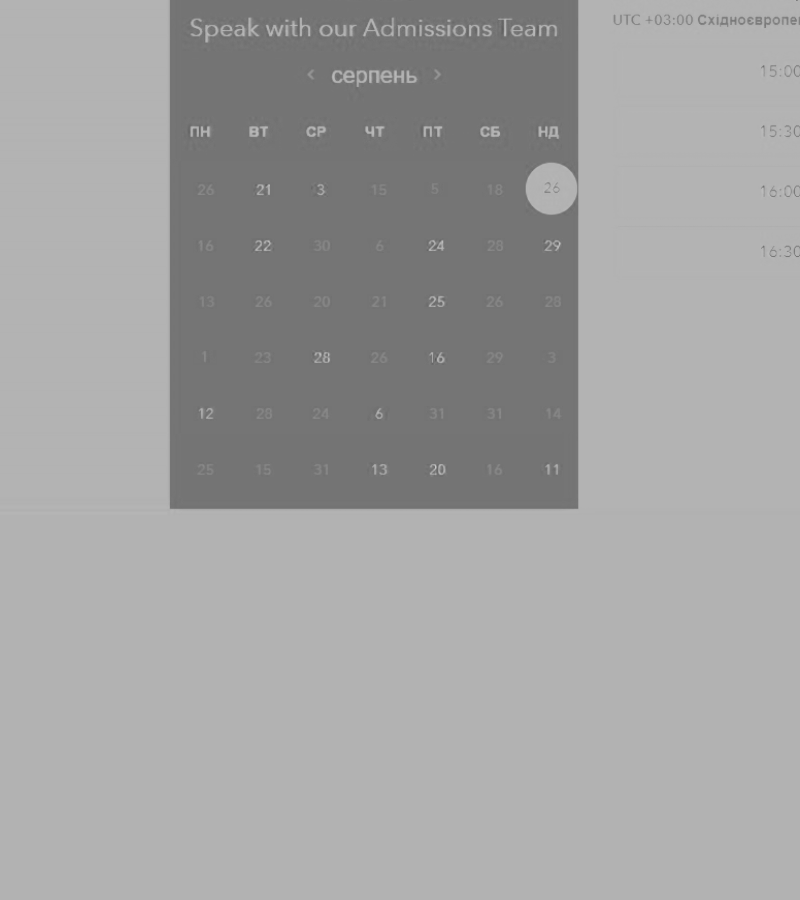 Speak with our Admissions Team
< серпень >
ПН ВТ СР ЧТ ПТ СБ НД
26 21 3 15 5 18 26
16 22 30 6 24 28 29
13 26 20 21 25 26 28
1 23 28 26 16 29 3
12 28 24 6 31 31 14
25 15 31 13 20 16 11
UTC +03:00 Східноєвропе
15:00
15:30
16:00
16:30